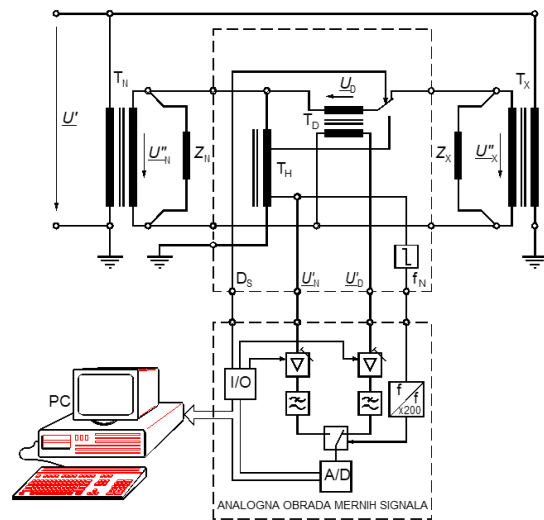 U'
T_N
U"_N
Z_N
U_D
T_D
T_H
Z_X
U"_X
T_X
D_S
U'_N
U'_D
f_N
PC
I/O
f
f
x200
A/D
ANALOGNA OBRADA MERNIH SIGNALA